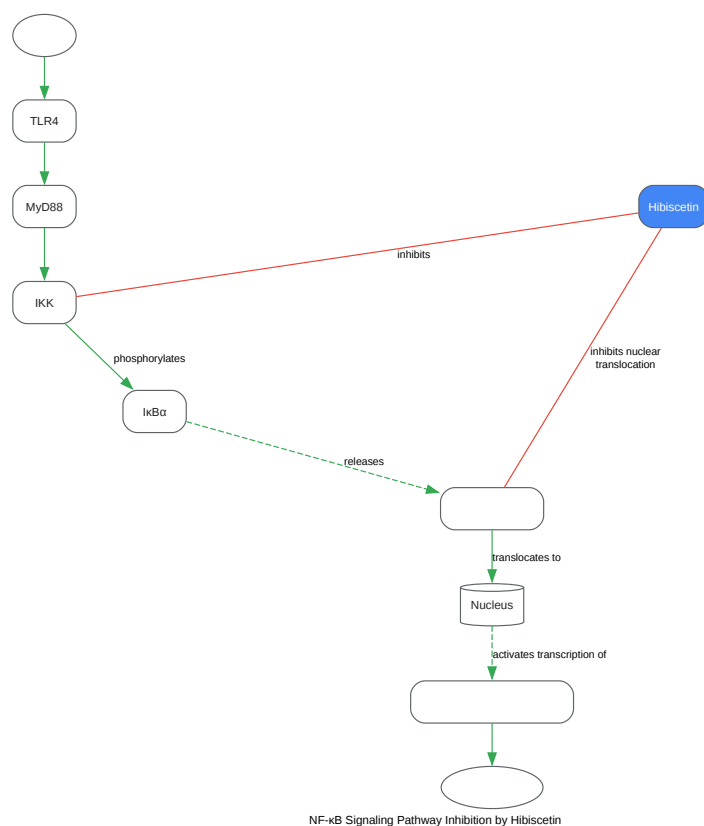 TLR4
MyD88
Hibiscetin
inhibits
IKK
inhibits nuclear
translocation
phosphorylates
IκBα
releases
translocates to
Nucleus
activates transcription of
NF-κB Signaling Pathway Inhibition by Hibiscetin